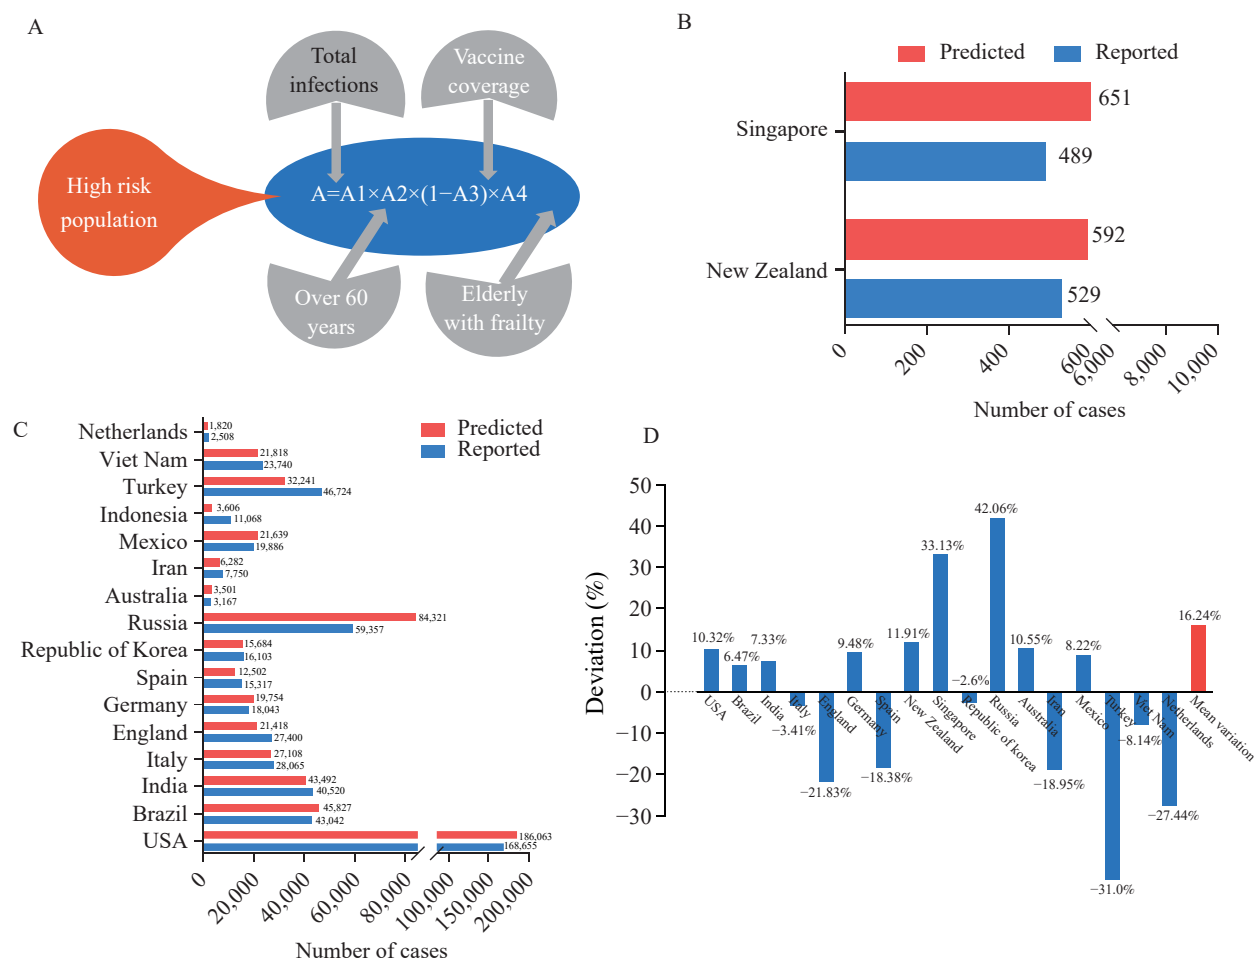 A
Total
infections
Vaccine
coverage
High risk
population
A=A1×A2×(1−A3)×A4
Over 60
years
Elderly
with frailty
B
Predicted
Reported
Singapore
651
489
New Zealand
592
529
0
200
400
600
6,000
8,000
10,000
Number of cases
C
Predicted
Reported
Netherlands
1,820
2,508
Viet Nam
21,818
23,740
Turkey
32,241
46,724
Indonesia
3,606
11,068
Mexico
21,639
19,886
Iran
6,282
7,750
Australia
3,501
3,167
Russia
84,321
59,357
Republic of Korea
15,684
16,103
Spain
12,502
15,317
Germany
19,754
18,043
England
21,418
27,400
Italy
27,108
28,065
India
43,492
40,520
Brazil
45,827
43,042
USA
186,063
168,655
0
20,000
40,000
60,000
80,000
100,000
150,000
200,000
Number of cases
D
Deviation (%)
50
40
30
20
10
0
−10
−20
−30
10.32%
6.47%
7.33%
−3.41%
−21.83%
9.48%
−18.38%
11.91%
33.13%
−2.6%
42.06%
10.55%
−18.95%
8.22%
−31.0%
−8.14%
−27.44%
16.24%
USA
Brazil
India
Italy
England
Germany
Spain
New Zealand
Singapore
Republic of korea
Russia
Australia
Iran
Mexico
Turkey
Viet Nam
Netherlands
Mean variation